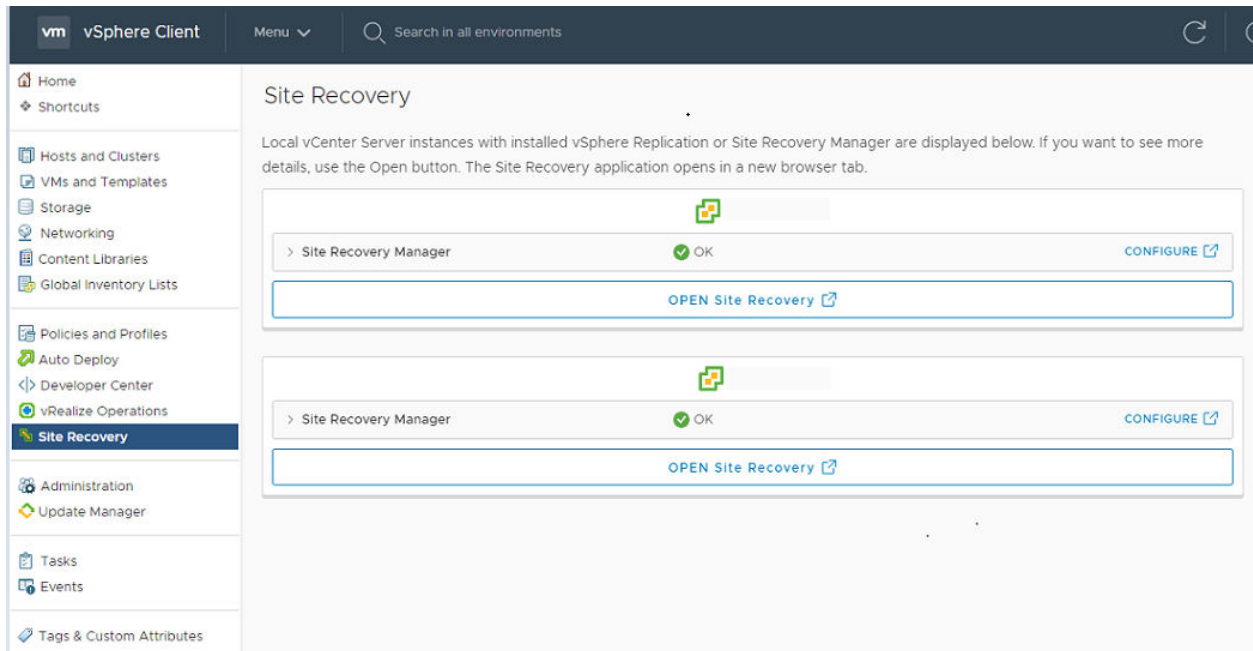 vm vSphere Client Menu Search in all environments
Home
Shortcuts
Hosts and Clusters
VMs and Templates
Storage
Networking
Content Libraries
Global Inventory Lists
Policies and Profiles
Auto Deploy
Developer Center
vRealize Operations
Site Recovery
Administration
Update Manager
Tasks
Events
Tags & Custom Attributes
Site Recovery
Local vCenter Server instances with installed vSphere Replication or Site Recovery Manager are displayed below. If you want to see more
details, use the Open button. The Site Recovery application opens in a new browser tab.
Site Recovery Manager OK CONFIGURE
OPEN Site Recovery
Site Recovery Manager OK CONFIGURE
OPEN Site Recovery